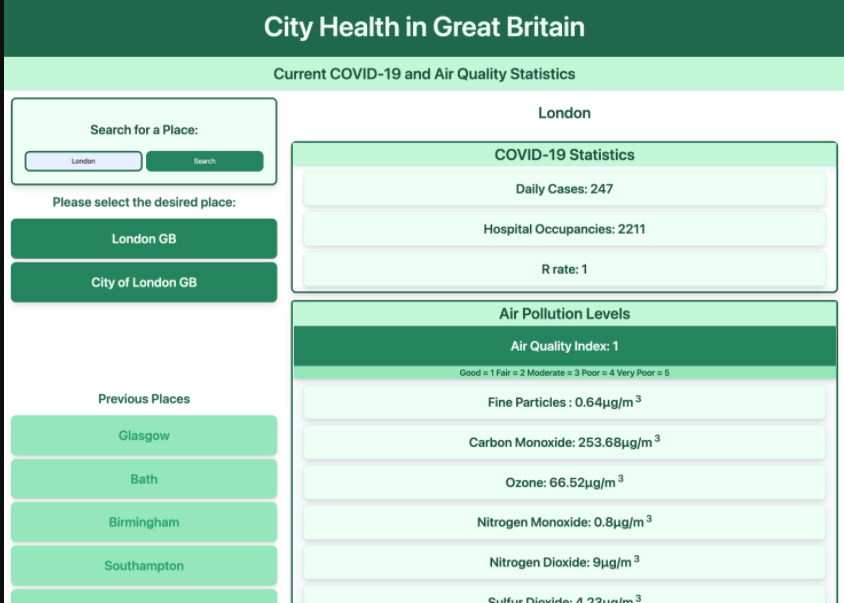 City Health in Great Britain
Current COVID-19 and Air Quality Statistics
Search for a Place:
London
Search
Please select the desired place:
London GB
City of London GB
Previous Places
Glasgow
Bath
Birmingham
Southampton
London
COVID-19 Statistics
Daily Cases: 247
Hospital Occupancies: 2211
R rate: 1
Air Pollution Levels
Air Quality Index: 1
Good = 1 Fair = 2 Moderate = 3 Poor = 4 Very Poor = 5
Fine Particles : 0.64μg/m ³
Carbon Monoxide: 253.68μg/m ³
Ozone: 66.52μg/m ³
Nitrogen Monoxide: 0.8μg/m ³
Nitrogen Dioxide: 9μg/m ³
Sulfur Dioxide: 4.23μg/m ³